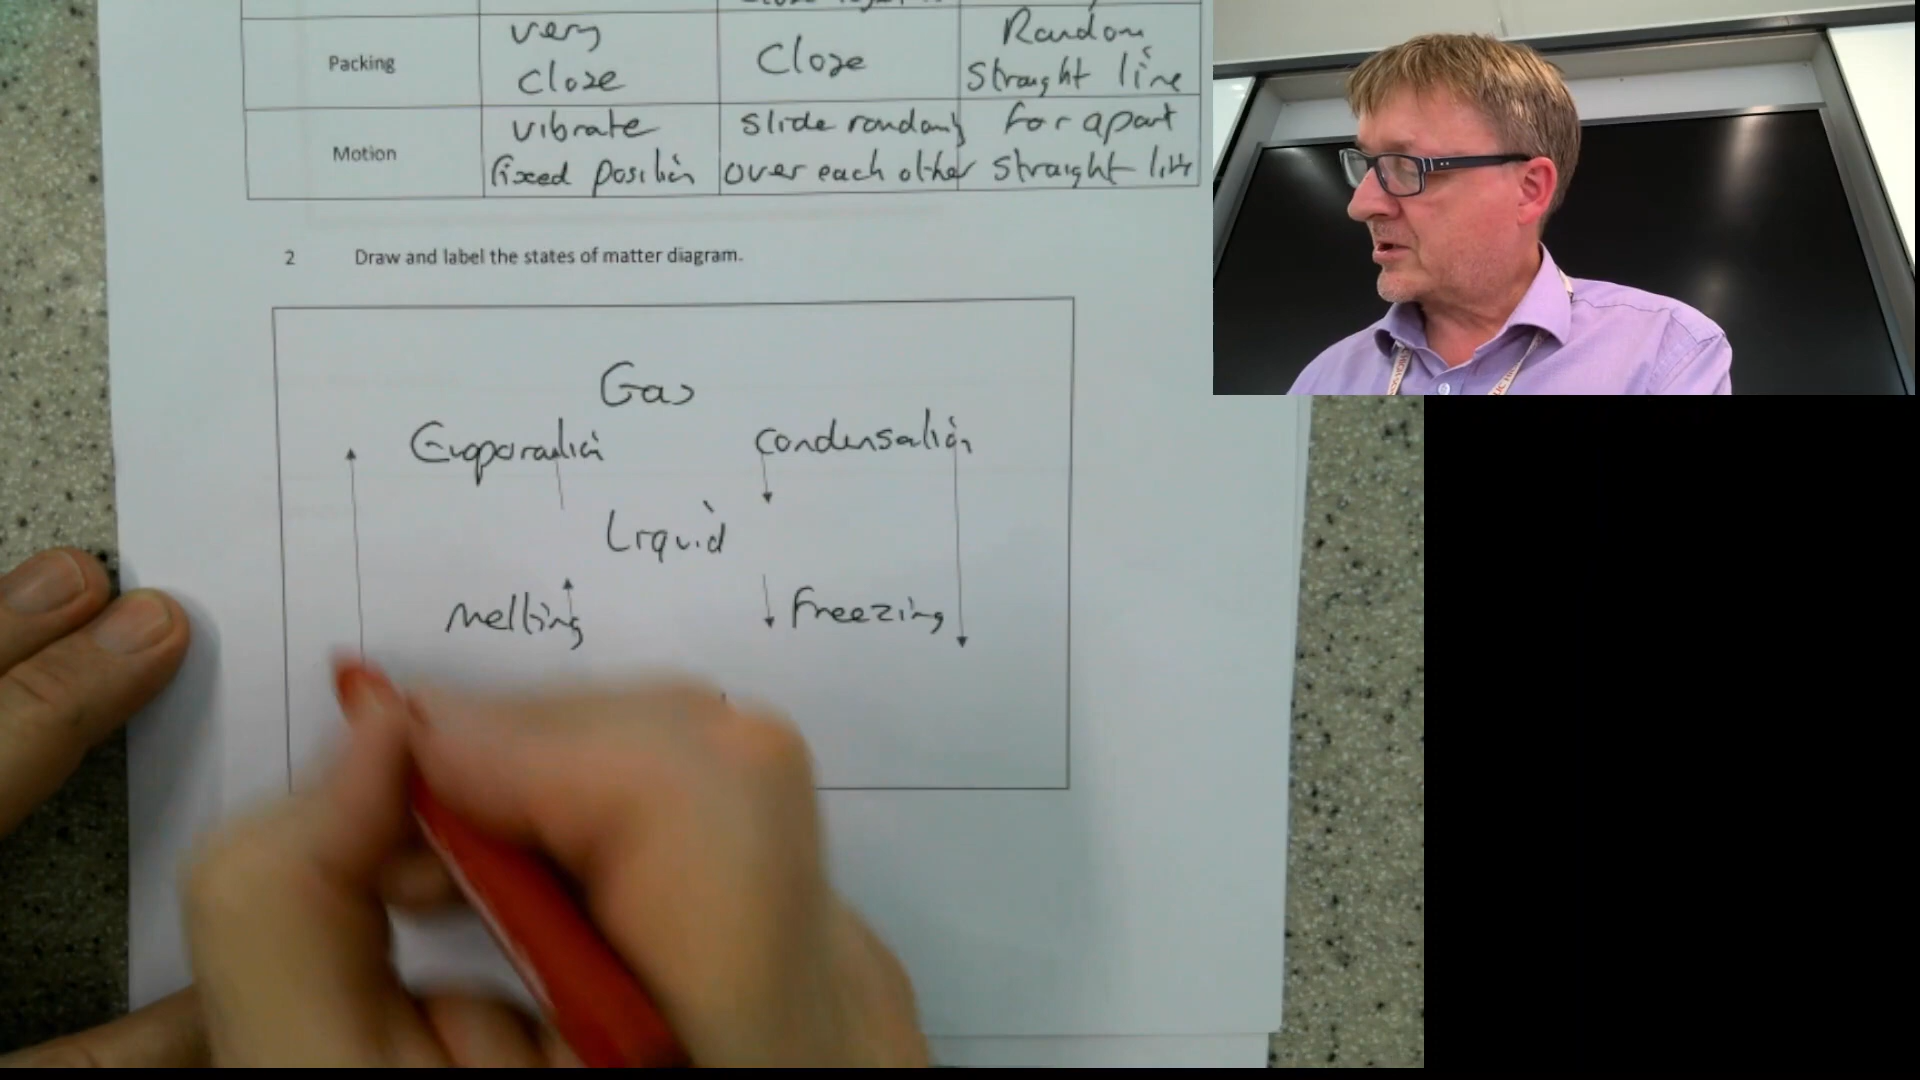 Packing
very
Close
Close
Random
Straight line
Motion
vibrate
fixed position
slide randomly
over each other
far apart
straight line
2 Draw and label the states of matter diagram.
Gas
Evaporation
Condensation
Liquid
Melting
Freezing